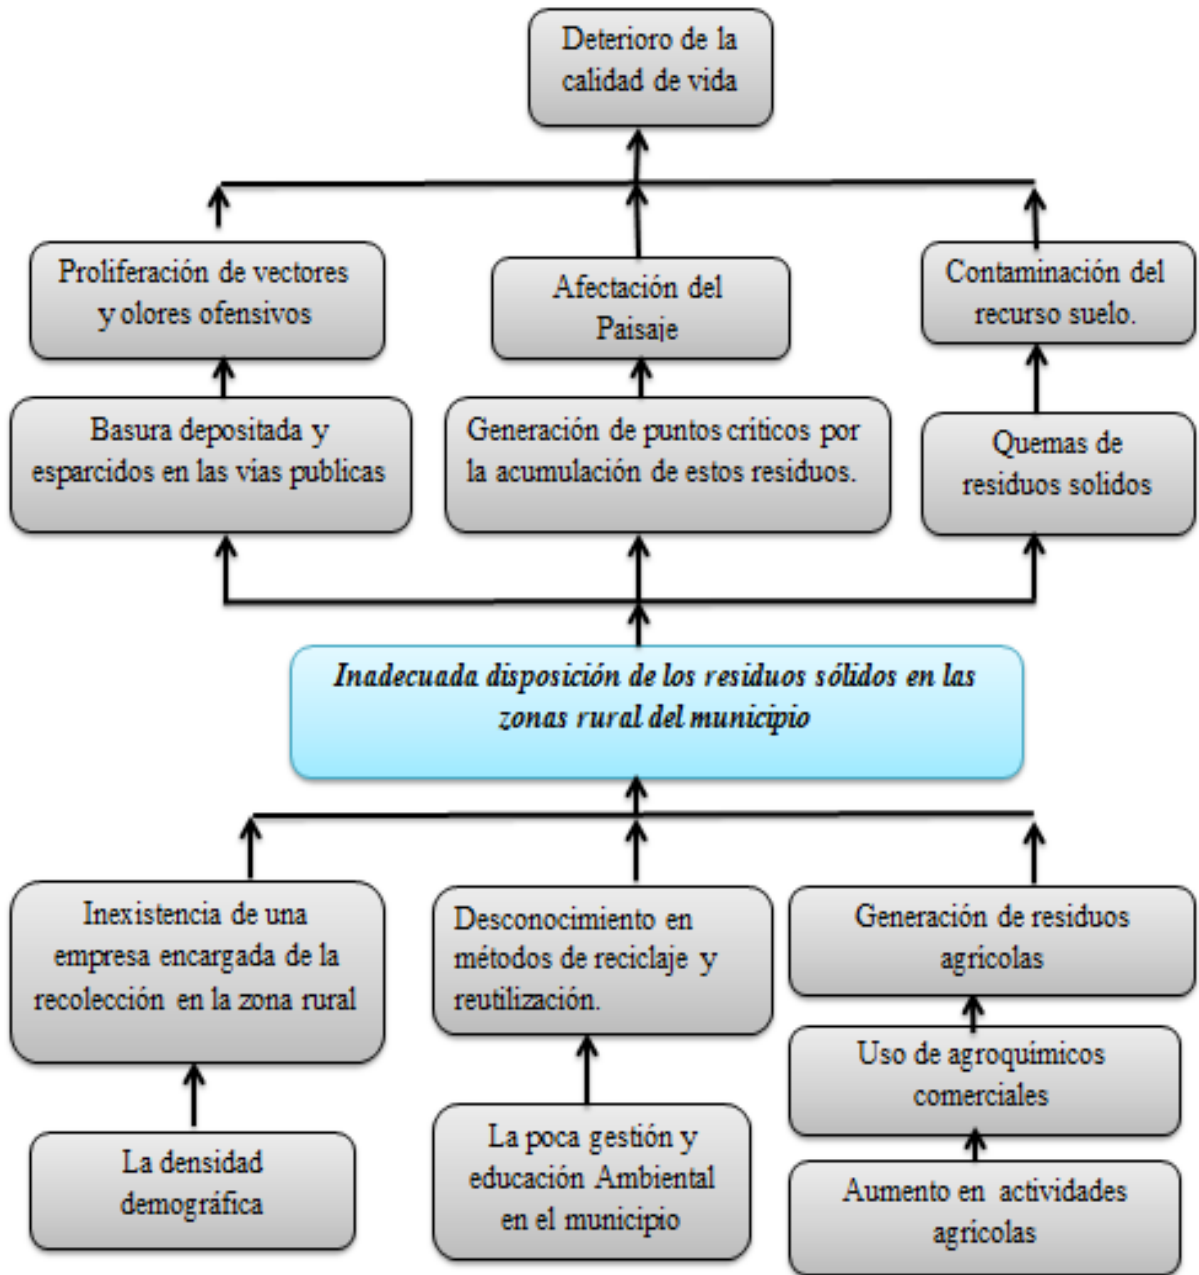 Deterioro de la
calidad de vida
Proliferación de vectores
y olores ofensivos
Afectación del
Paisaje
Contaminación del
recurso suelo.
Basura depositada y
esparcidos en las vías publicas
Generación de puntos críticos por
la acumulación de estos residuos.
Quemas de
residuos solidos
Inadecuada disposición de los residuos sólidos en las
zonas rural del municipio
Inexistencia de una
empresa encargada de la
recolección en la zona rural
Desconocimiento en
métodos de reciclaje y
reutilización.
Generación de residuos
agrícolas
Uso de agroquímicos
comerciales
La densidad
demográfica
La poca gestión y
educación Ambiental
en el municipio
Aumento en actividades
agrícolas